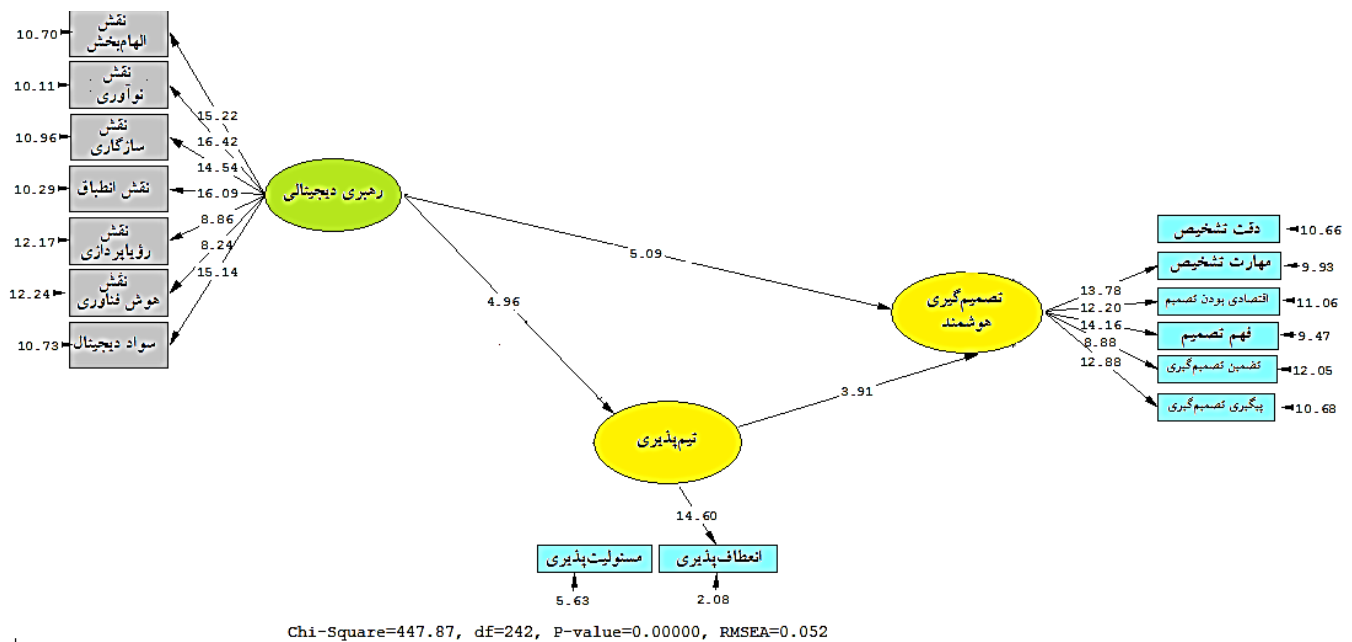 نقش
الهام‌بخش
10.70
نقش
نوآوری
10.11
نقش
سازگاری
10.96
نقش انطباق
10.29
نقش
رؤیاپردازی
12.17
نقش
هوش فناوری
12.24
سواد دیجیتال
10.73
15.22
16.42
14.54
16.09
8.86
8.24
15.14
رهبری دیجیتالی
5.09
4.96
3.91
تصمیم‌گیری
هوشمند
تیم‌پذیری
13.78
12.20
14.16
8.88
12.88
دقت تشخیص
10.66
مهارت تشخیص
9.93
اقتصادی بودن تصمیم
11.06
فهم تصمیم
9.47
تضمین تصمیم‌گیری
12.05
پیگیری تصمیم‌گیری
10.68
14.60
مسئولیت‌پذیری
انعطاف‌پذیری
5.63
2.08
Chi-Square=447.87, df=242, P-value=0.00000, RMSEA=0.052